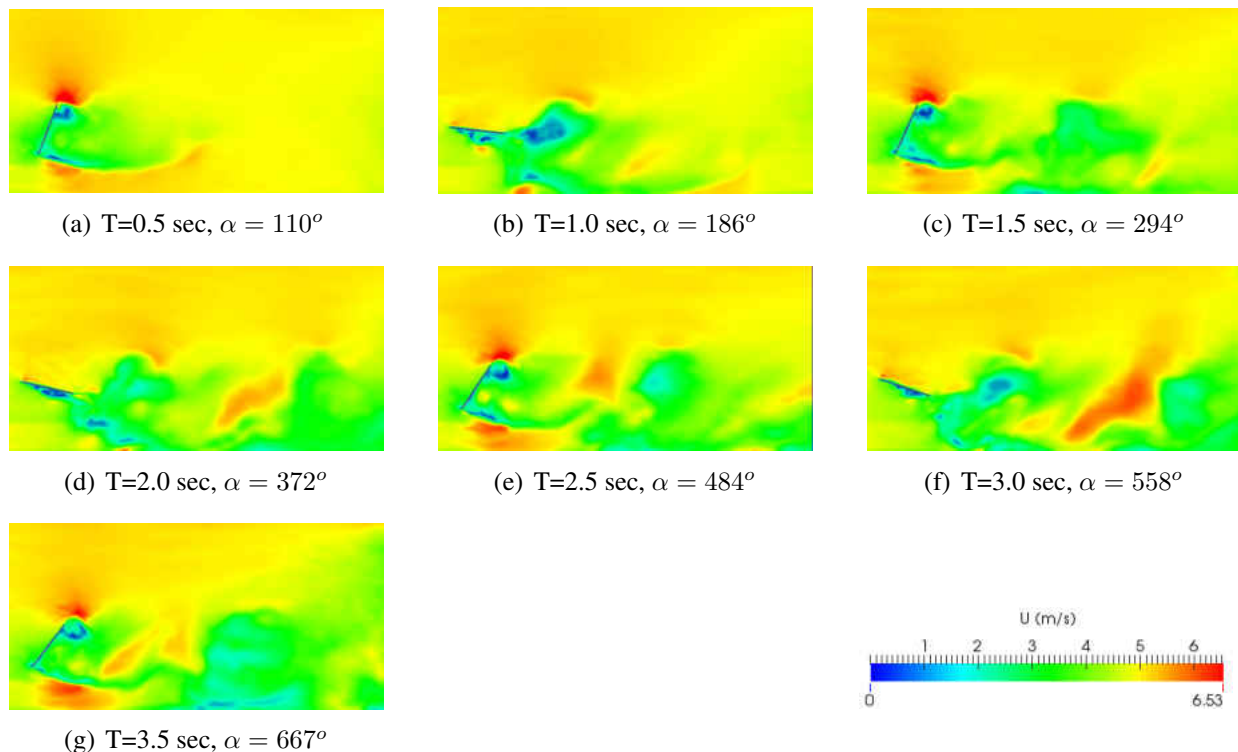 (a) T=0.5 sec, α = 110°
(b) T=1.0 sec, α = 186°
(c) T=1.5 sec, α = 294°
(d) T=2.0 sec, α = 372°
(e) T=2.5 sec, α = 484°
(f) T=3.0 sec, α = 558°
U (m/s)
1 2 3 4 5 6
0 6.53
(g) T=3.5 sec, α = 667°